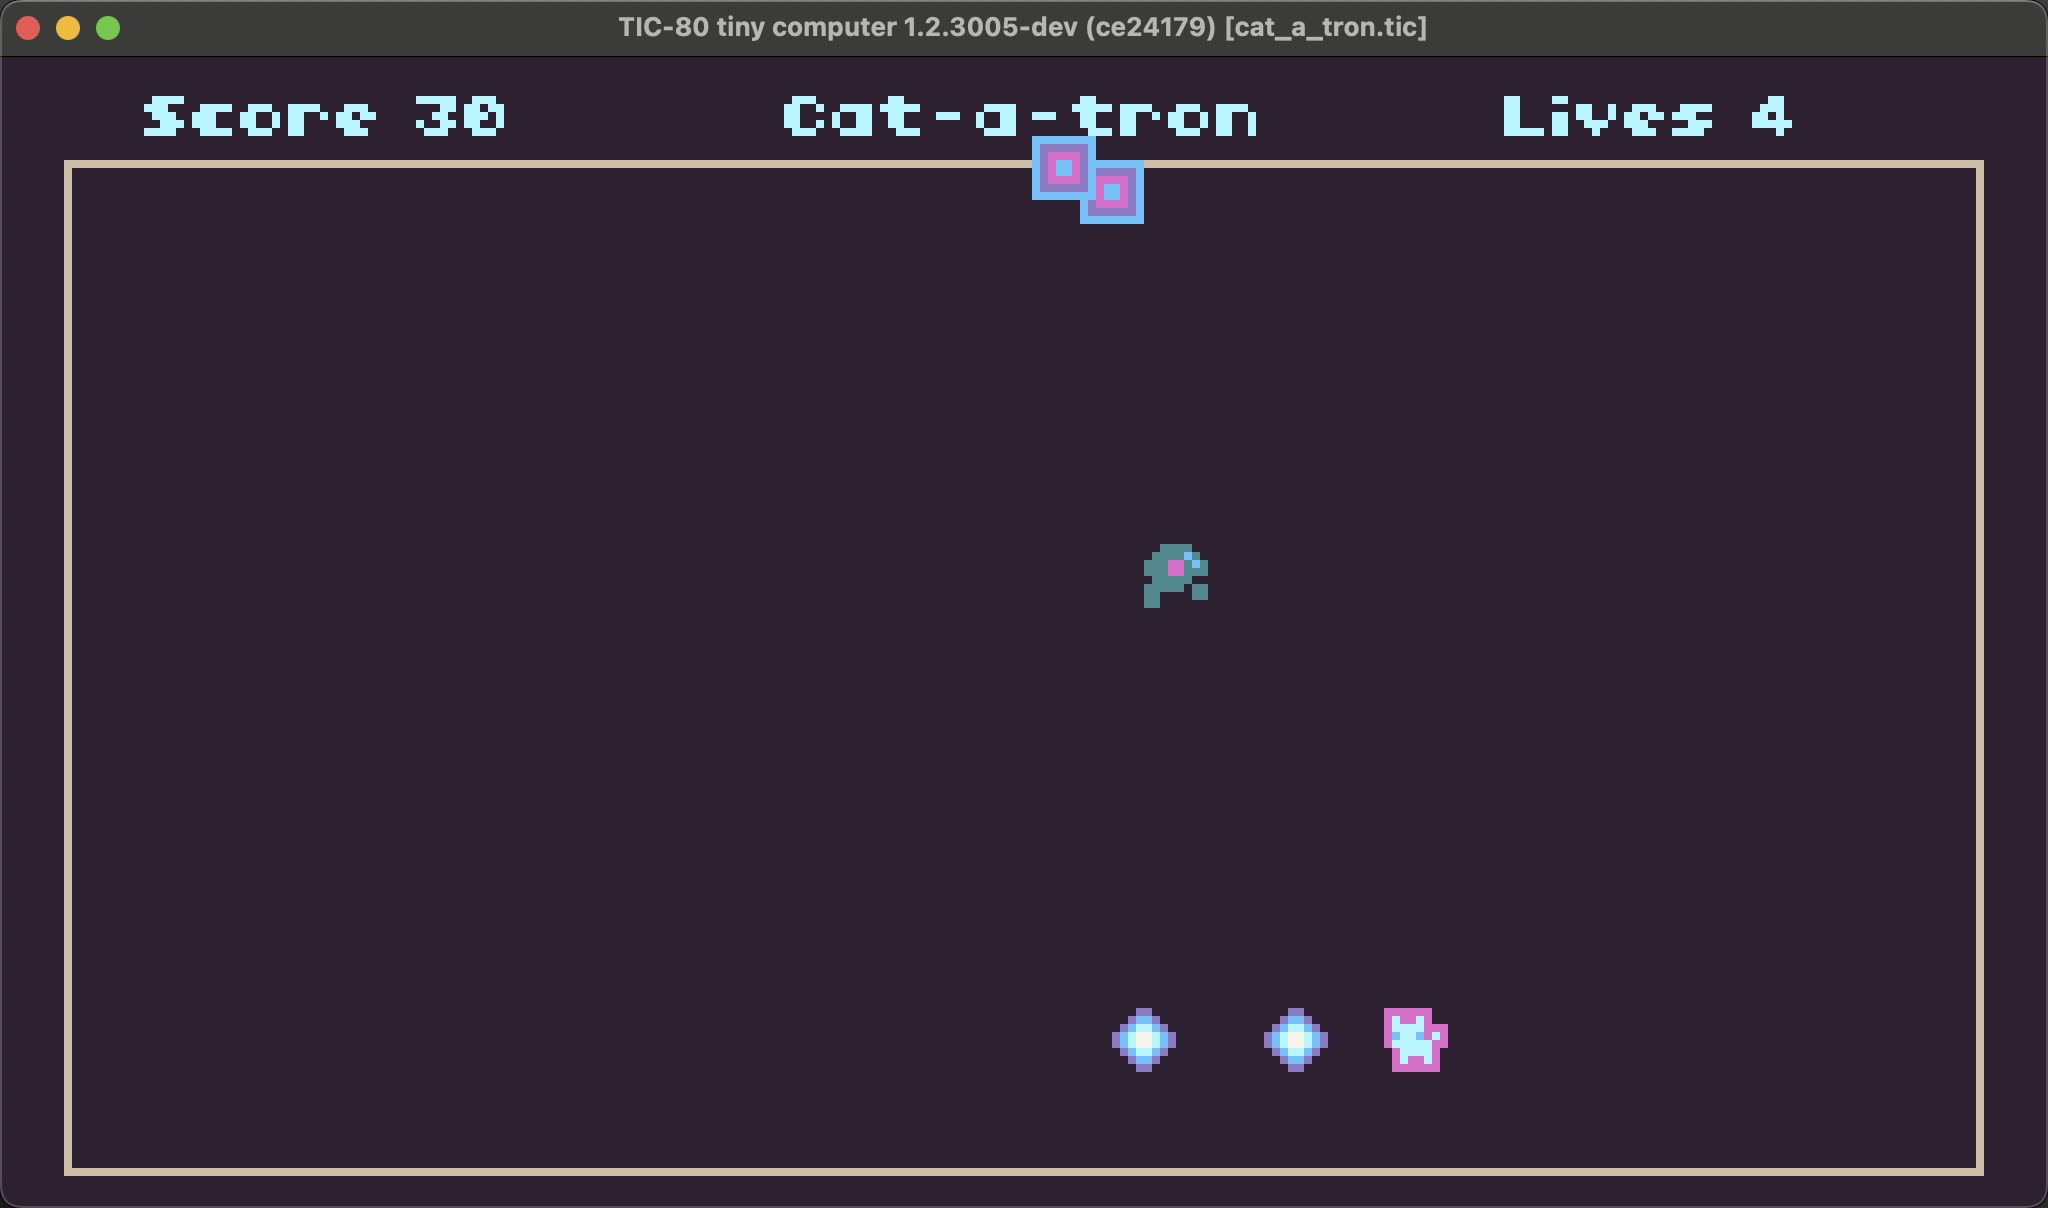 TIC-80 tiny computer 1.2.3005-dev (ce24179) [cat_a_tron.tic]
Score 30 Cat-a-tron Lives 4